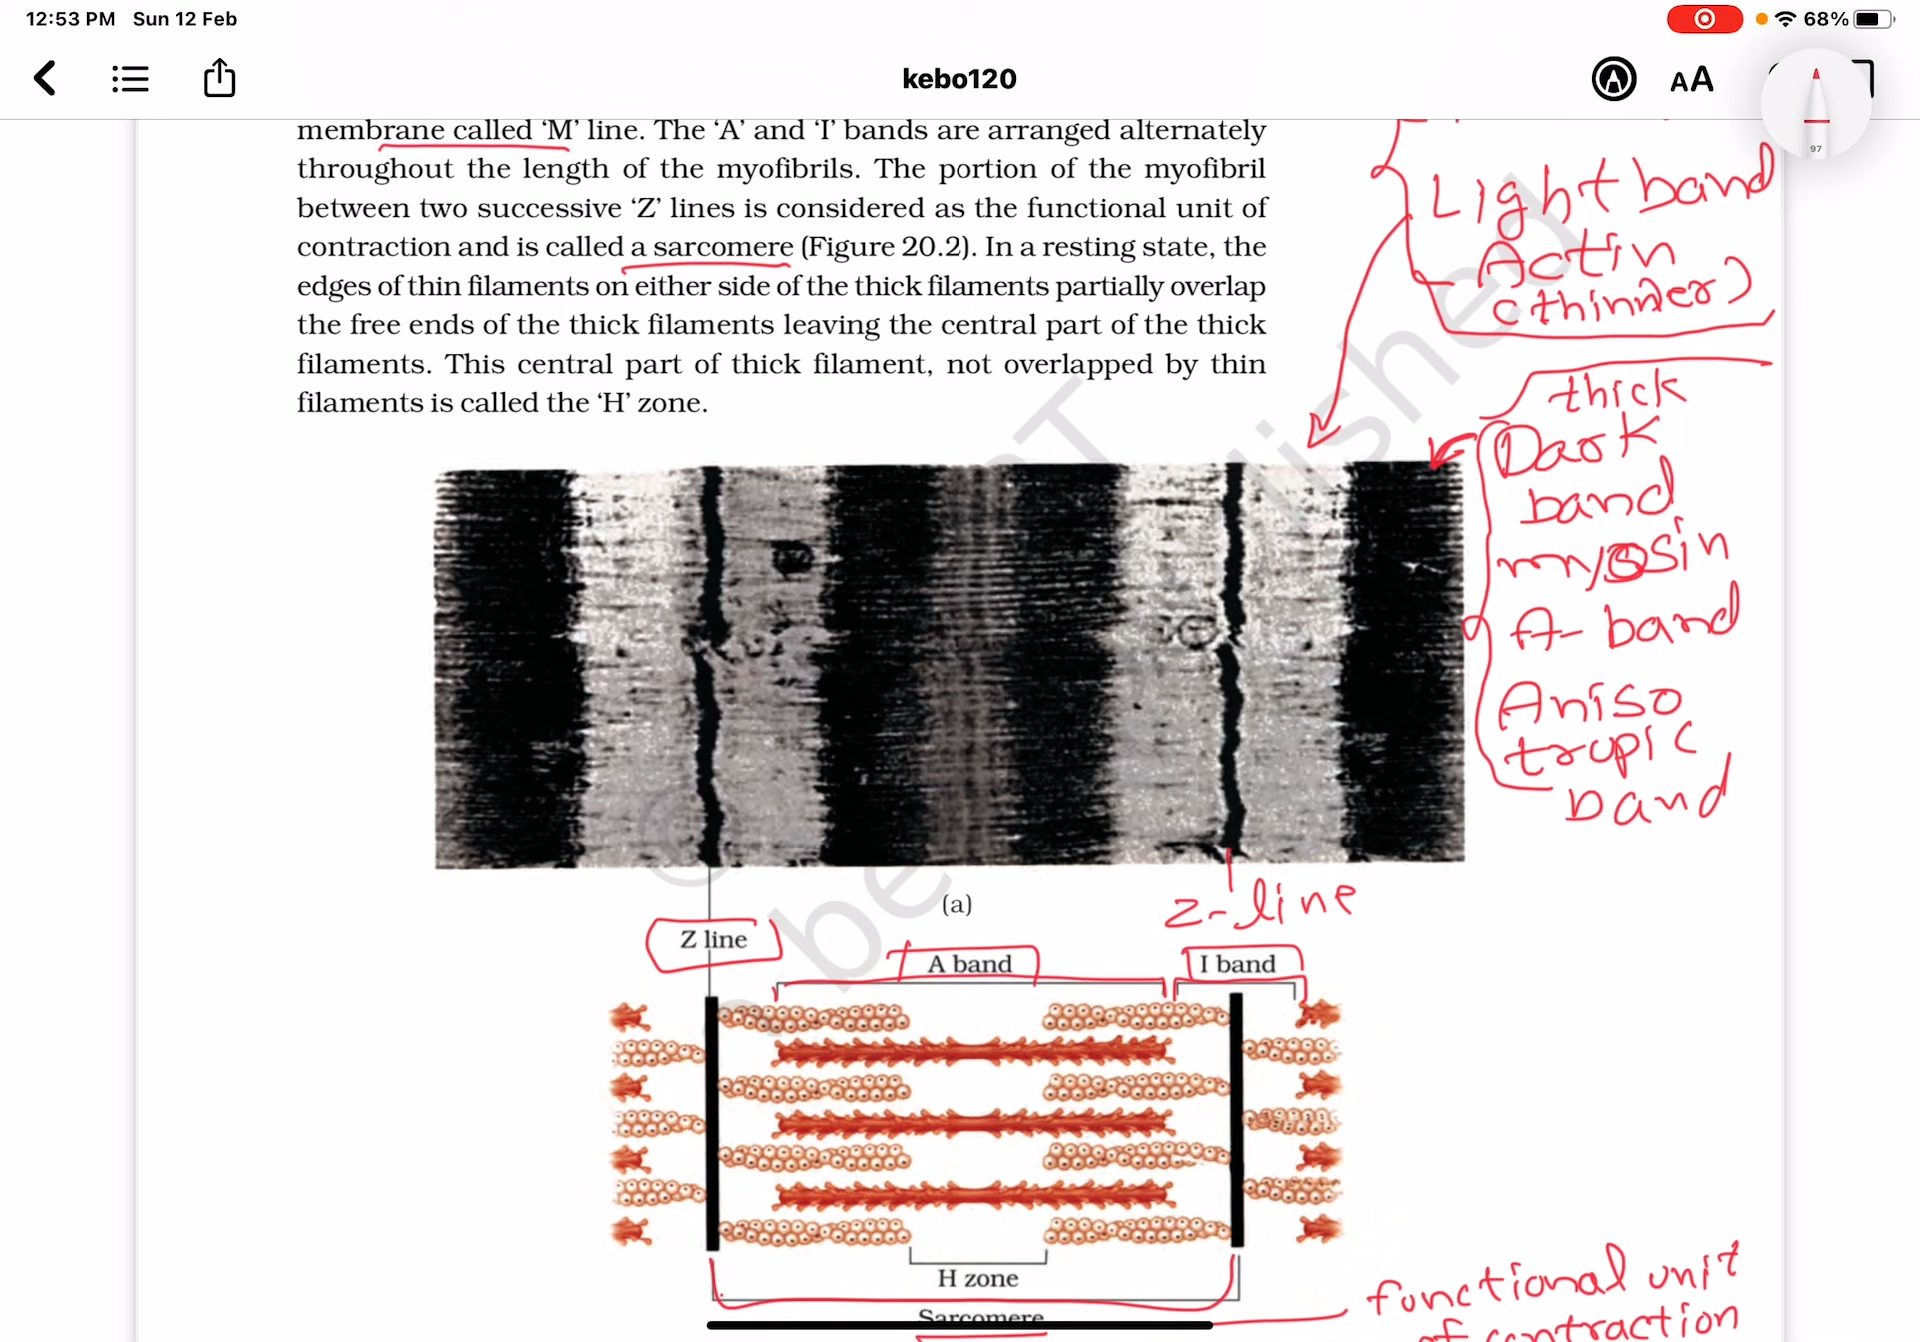 12:53 PM Sun 12 Feb
68%
kebo120
AA
97
membrane called ‘M’ line. The ‘A’ and ‘I’ bands are arranged alternately
throughout the length of the myofibrils. The portion of the myofibril
between two successive ‘Z’ lines is considered as the functional unit of
contraction and is called a sarcomere (Figure 20.2). In a resting state, the
edges of thin filaments on either side of the thick filaments partially overlap
the free ends of the thick filaments leaving the central part of the thick
filaments. This central part of thick filament, not overlapped by thin
filaments is called the ‘H’ zone.
Light band
Actin
(thinner)
thick
Dark
band
myosin
A- band
Aniso
tropic
band
(a)
z-line
Z line
A band
I band
H zone
Sarcomere
functional unit
of contraction
©
be
lished